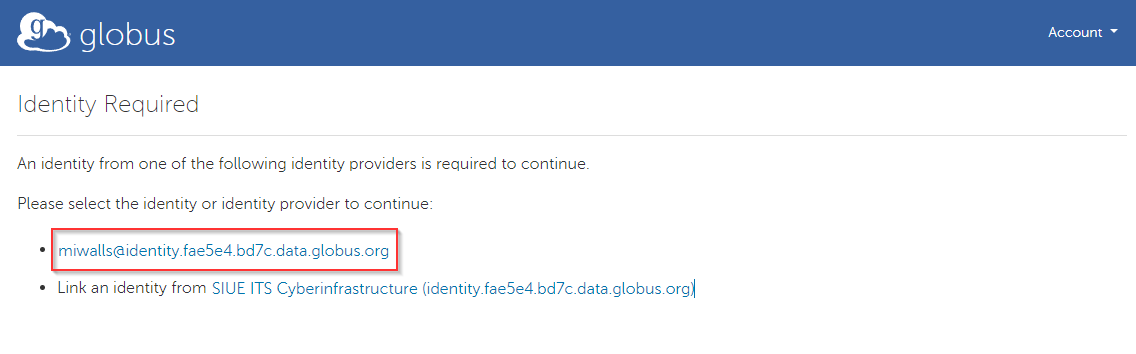 globus
Account
Identity Required
An identity from one of the following identity providers is required to continue.
Please select the identity or identity provider to continue:
• miwalls@identity.fae5e4.bd7c.data.globus.org
• Link an identity from SIUE ITS Cyberinfrastructure (identity.fae5e4.bd7c.data.globus.org)